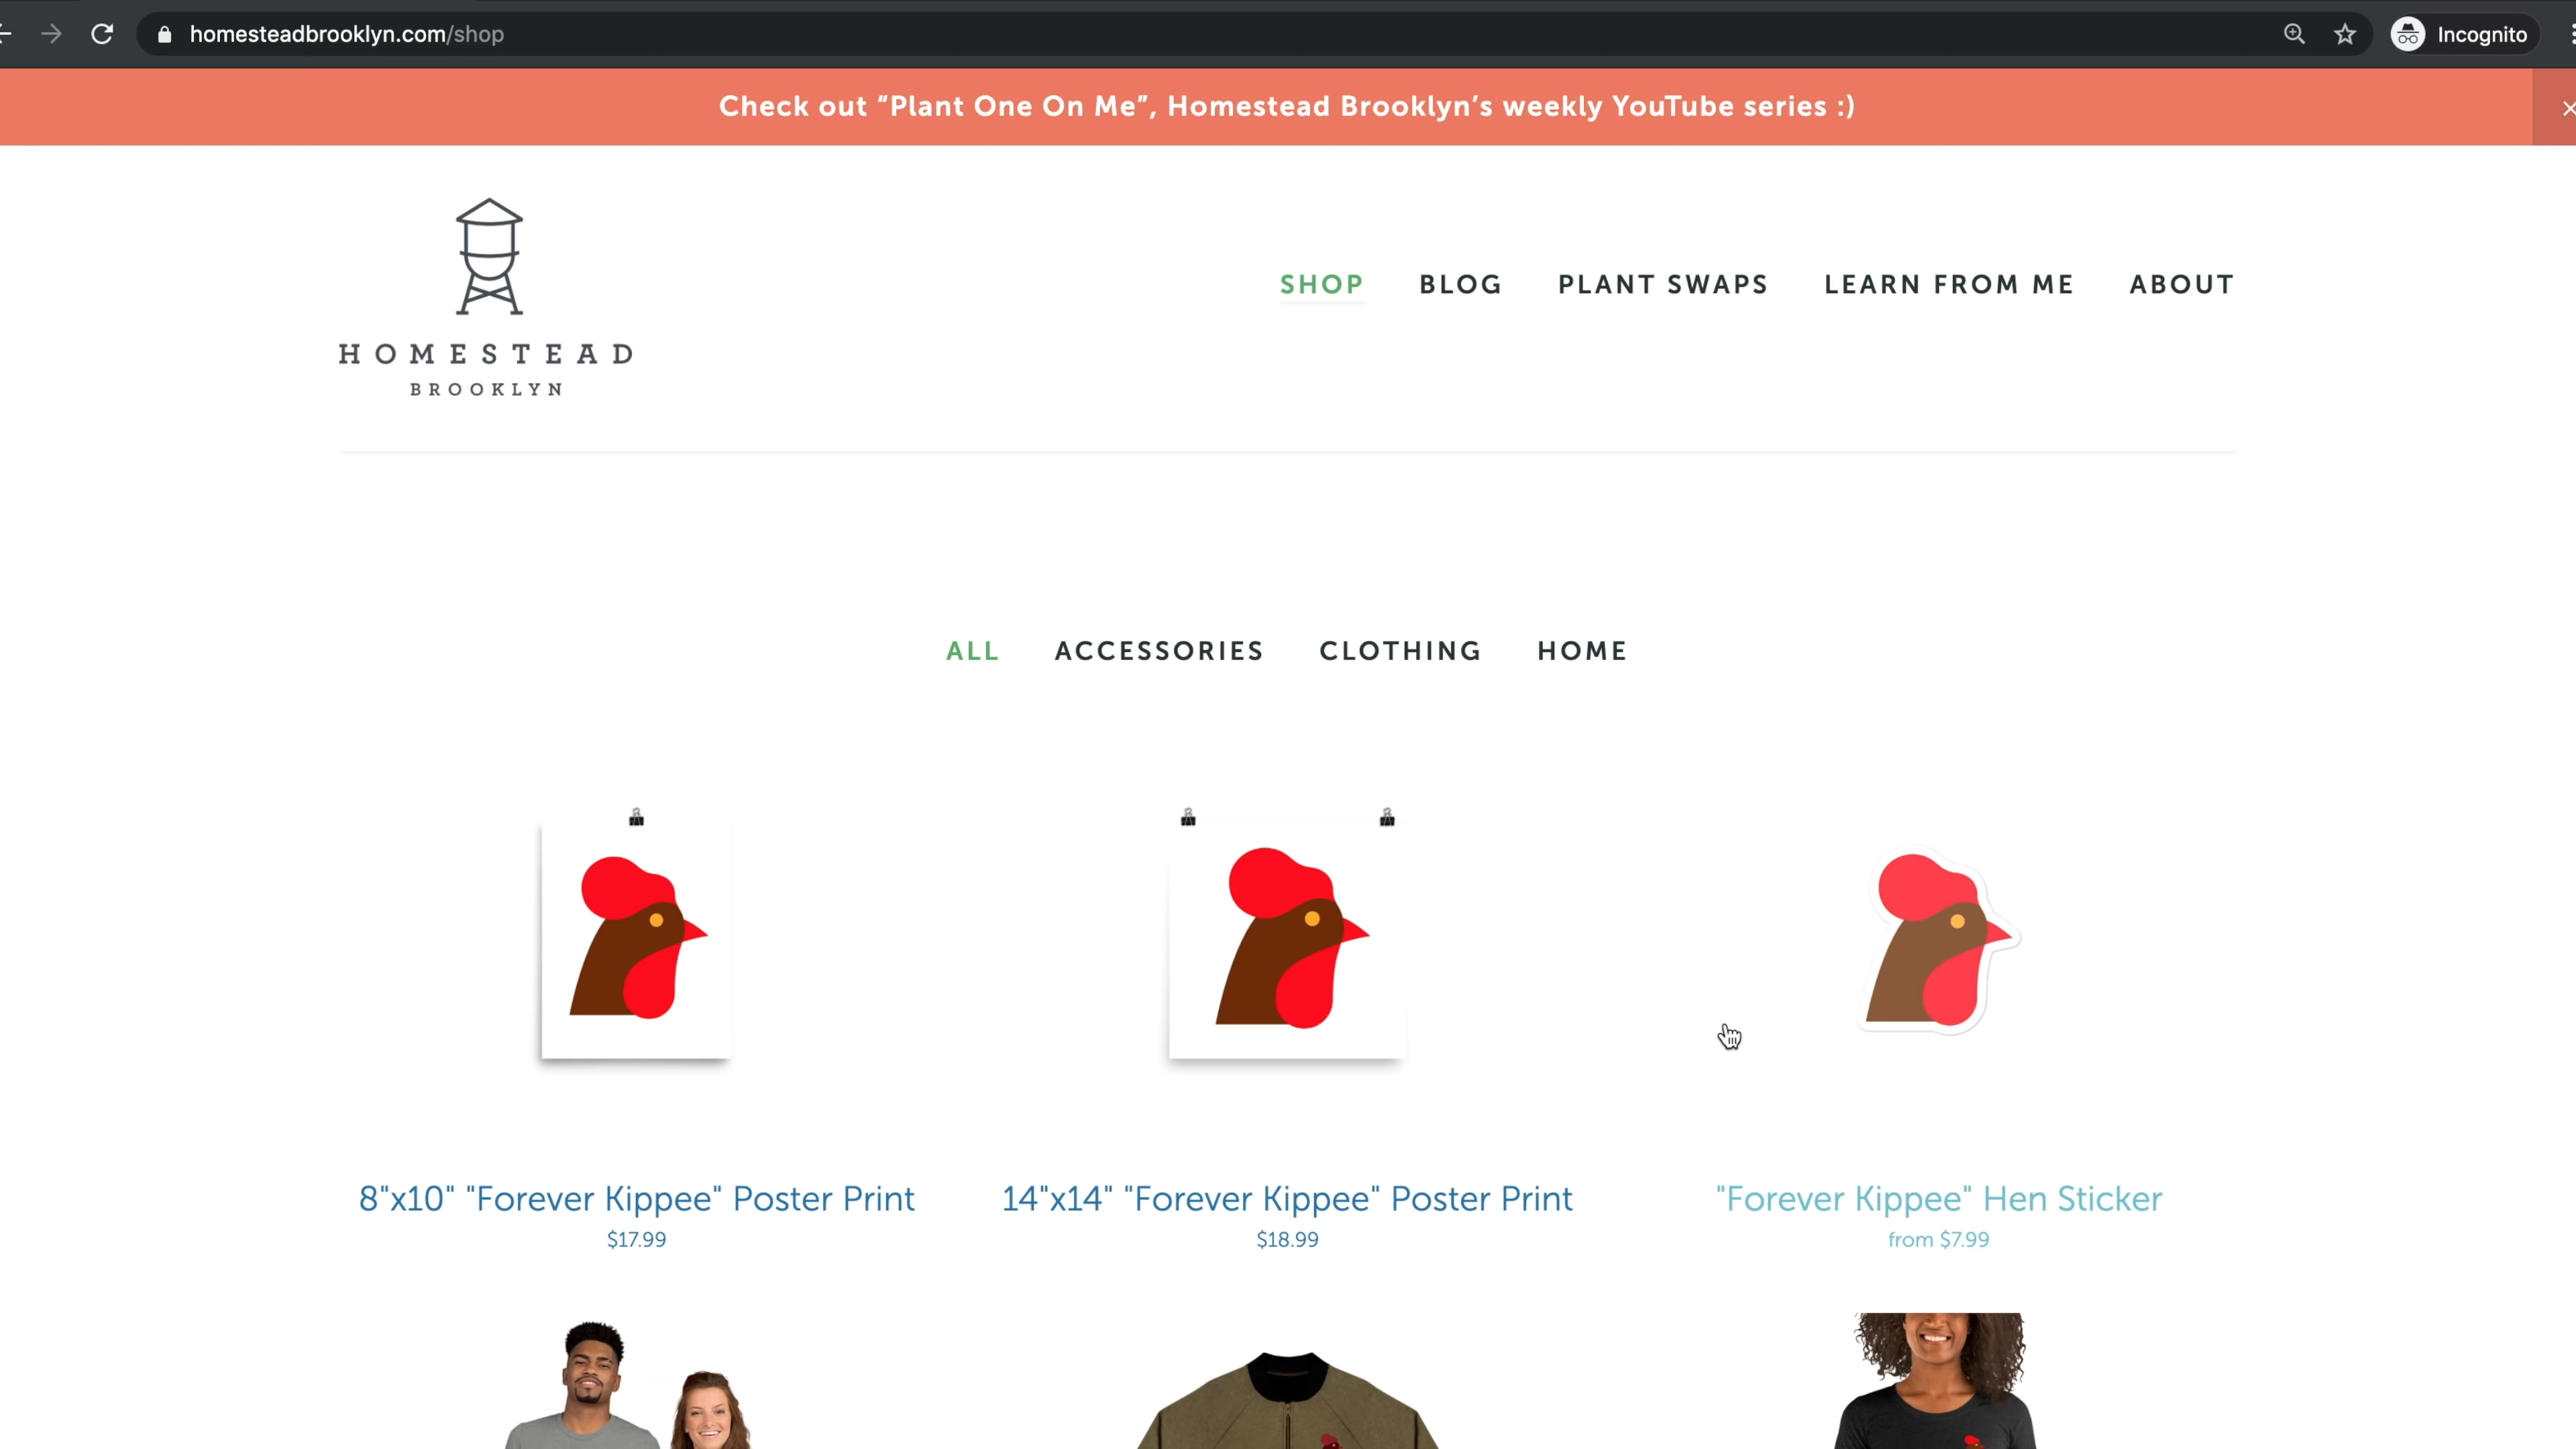 homesteadbrooklyn.com/shop
Incognito
Check out “Plant One On Me”, Homestead Brooklyn’s weekly YouTube series :)
HOMESTEAD
BROOKLYN
SHOP BLOG PLANT SWAPS LEARN FROM ME ABOUT
ALL ACCESSORIES CLOTHING HOME
8"x10" "Forever Kippee" Poster Print
$17.99
14"x14" "Forever Kippee" Poster Print
$18.99
"Forever Kippee" Hen Sticker
from $7.99